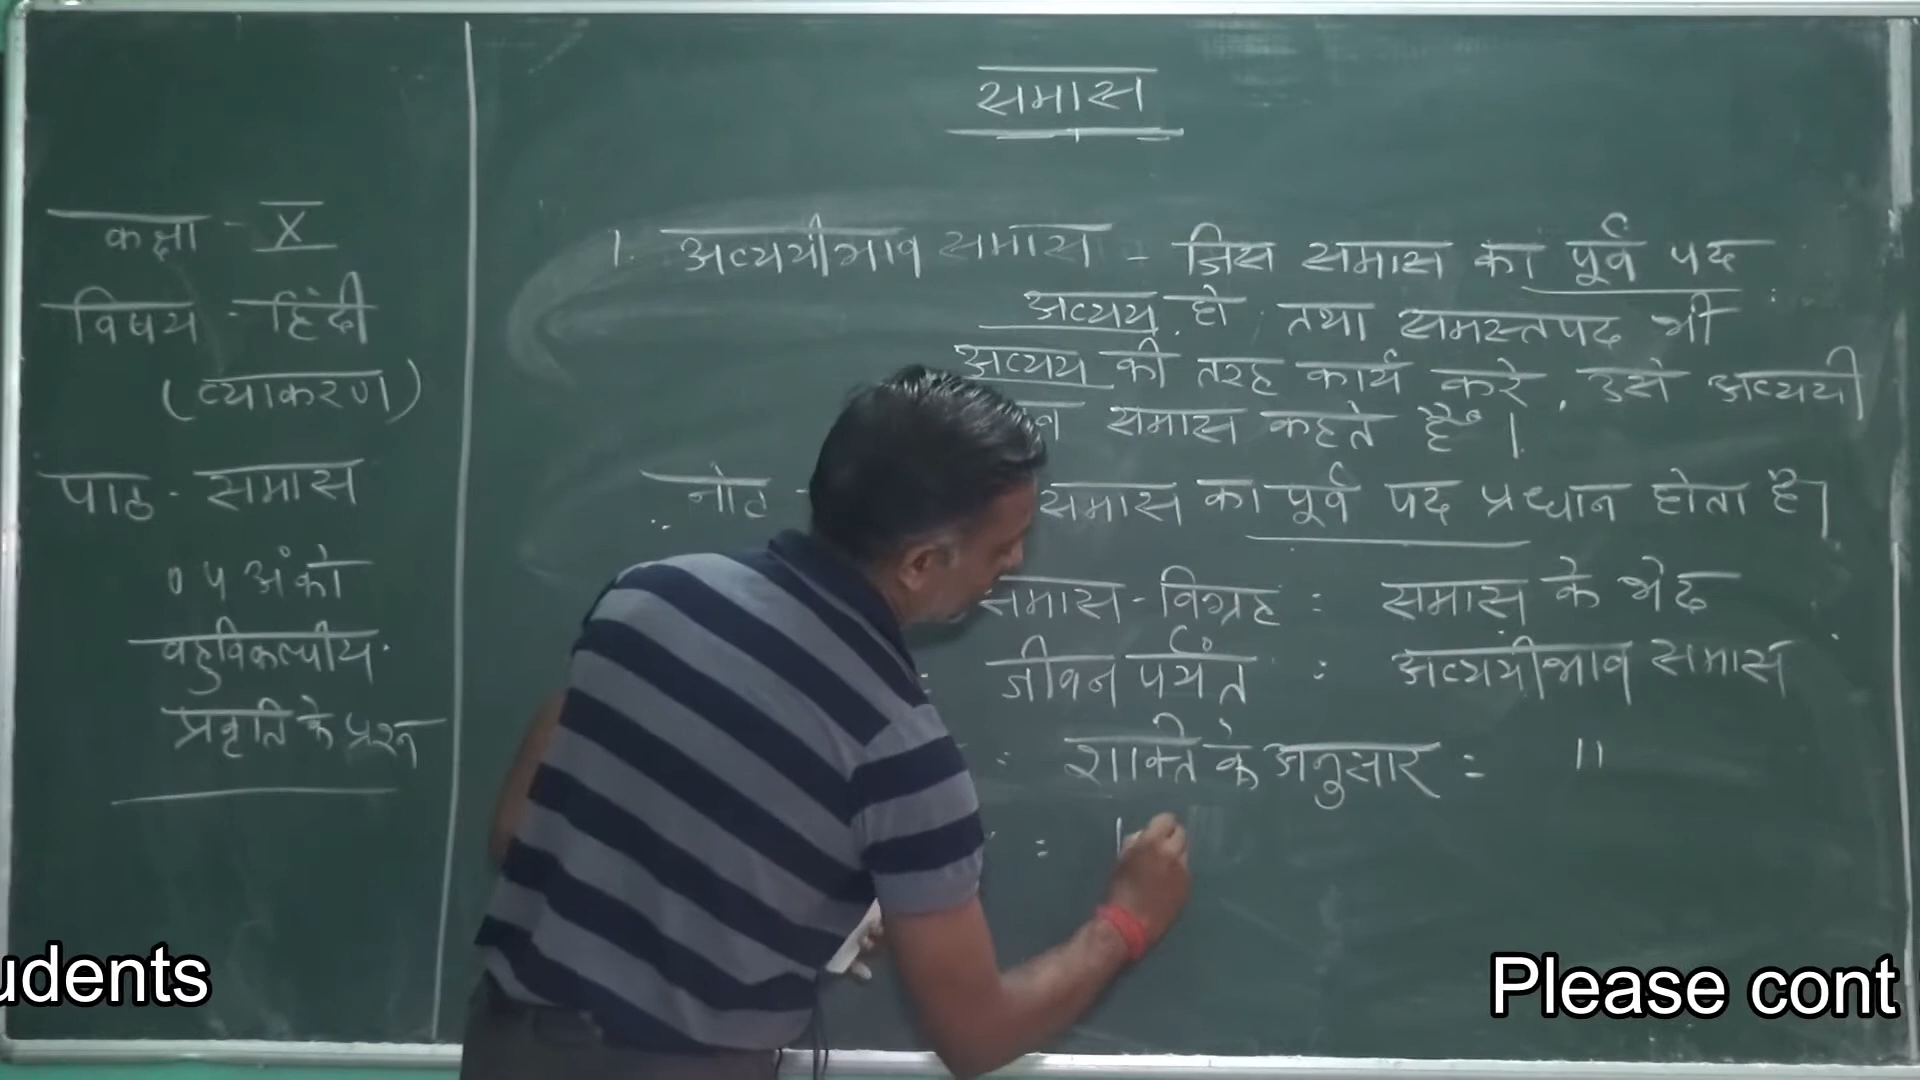 समास
कक्षा - X
विषय - हिंदी
(व्याकरण)
पाठ - समास
०५ अंको
बहुविकल्पीय
प्रवृति के प्रश्न
1. अव्ययीभाव समास - जिस समास का पूर्व पद
अव्यय हो तथा समस्तपद भी
अव्यय की तरह कार्य करे, उसे अव्ययी
समास कहते हैं।
नोट - समास का पूर्व पद प्रधान होता है।
समास-विग्रह : समास के भेद
जीवन पर्यंत : अव्ययीभाव समास
= शक्ति के अनुसार = "
=
udents
Please cont